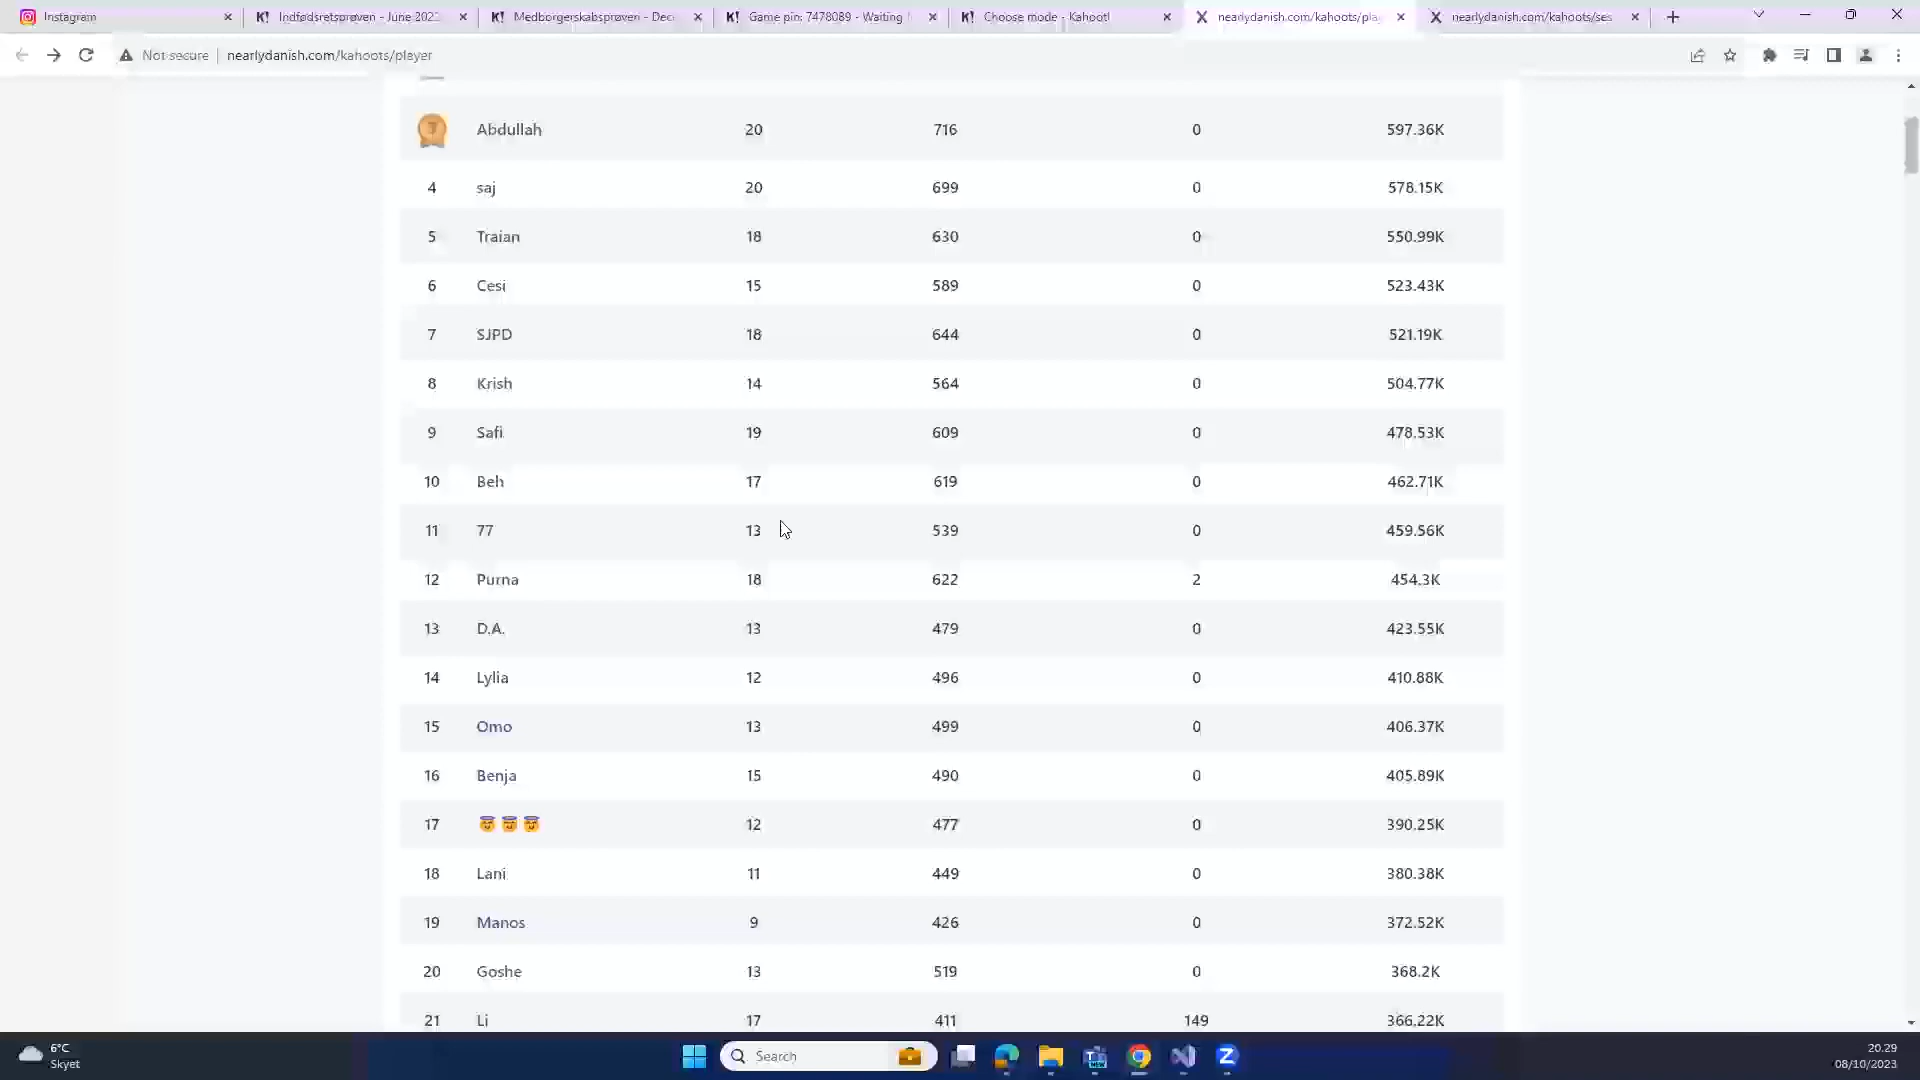 Instagram
Indfødsretsprøven - June 202
Medborgerskabsprøven - Dec
Game pin: 7478089 - Waiting
Choose mode - Kahoot!
nearlydanish.com/kahoots/pla
nearlydanish.com/kahoots/ses
Not secure nearlydanish.com/kahoots/player
3 Abdullah 20 716 0 597.36K
4 saj 20 699 0 578.15K
5 Traian 18 630 0 550.99K
6 Cesi 15 589 0 523.43K
7 SJPD 18 644 0 521.19K
8 Krish 14 564 0 504.77K
9 Safi 19 609 0 478.53K
10 Beh 17 619 0 462.71K
11 77 13 539 0 459.56K
12 Purna 18 622 2 454.3K
13 D.A. 13 479 0 423.55K
14 Lylia 12 496 0 410.88K
15 Omo 13 499 0 406.37K
16 Benja 15 490 0 405.89K
17 😇😇😇 12 477 0 390.25K
18 Lani 11 449 0 380.38K
19 Manos 9 426 0 372.52K
20 Goshe 13 519 0 368.2K
21 Li 17 411 149 366.22K
6°C
Skyet
Search
20.29
08/10/2023